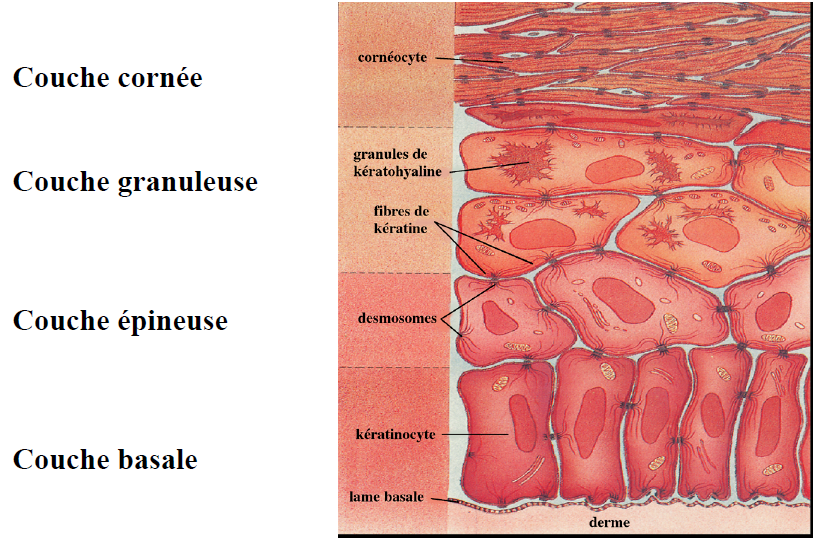 Couche cornée
cornéocyte
Couche granuleuse
granules de
kératohyaline
fibres de
kératine
Couche épineuse
desmosomes
Couche basale
kératinocyte
lame basale
derme